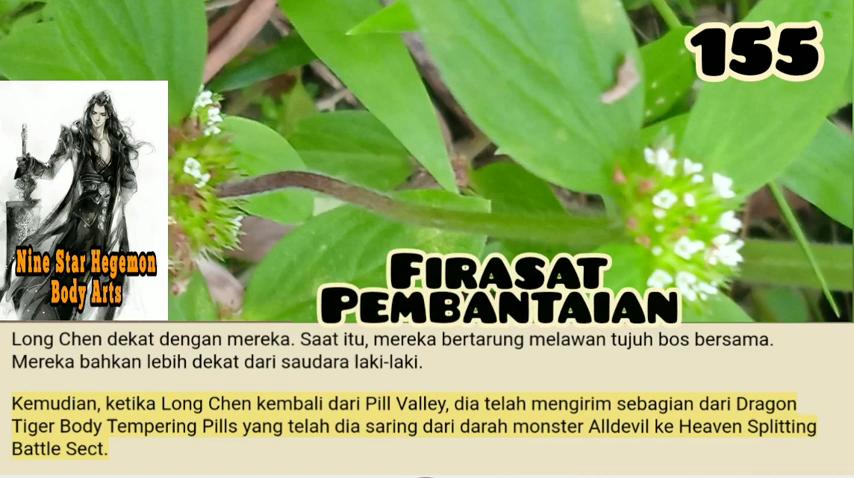 155
Nine Star Hegemon
Body Arts
FIRASAT
PEMBANTAIAN
Long Chen dekat dengan mereka. Saat itu, mereka bertarung melawan tujuh bos bersama.
Mereka bahkan lebih dekat dari saudara laki-laki.
Kemudian, ketika Long Chen kembali dari Pill Valley, dia telah mengirim sebagian dari Dragon
Tiger Body Tempering Pills yang telah dia saring dari darah monster Alldevil ke Heaven Splitting
Battle Sect.